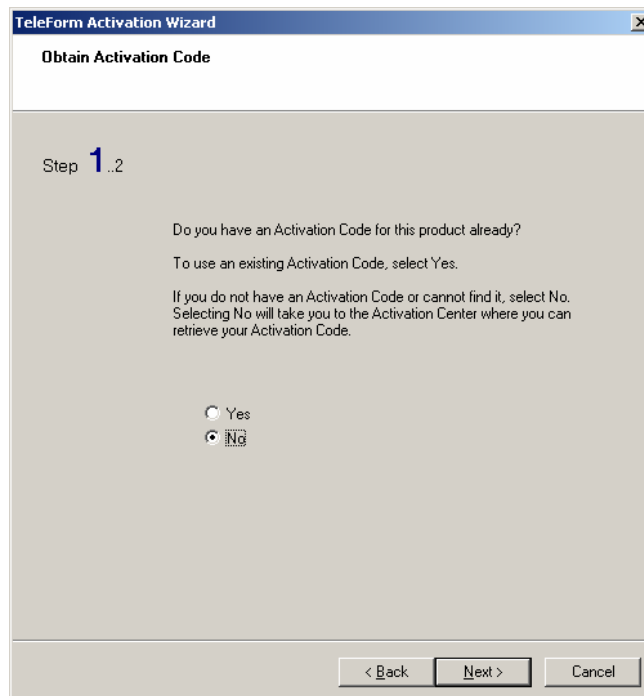 TeleForm Activation Wizard
Obtain Activation Code
Step 1..2
Do you have an Activation Code for this product already?
To use an existing Activation Code, select Yes.
If you do not have an Activation Code or cannot find it, select No.
Selecting No will take you to the Activation Center where you can
retrieve your Activation Code.
Yes
No
< Back
Next >
Cancel